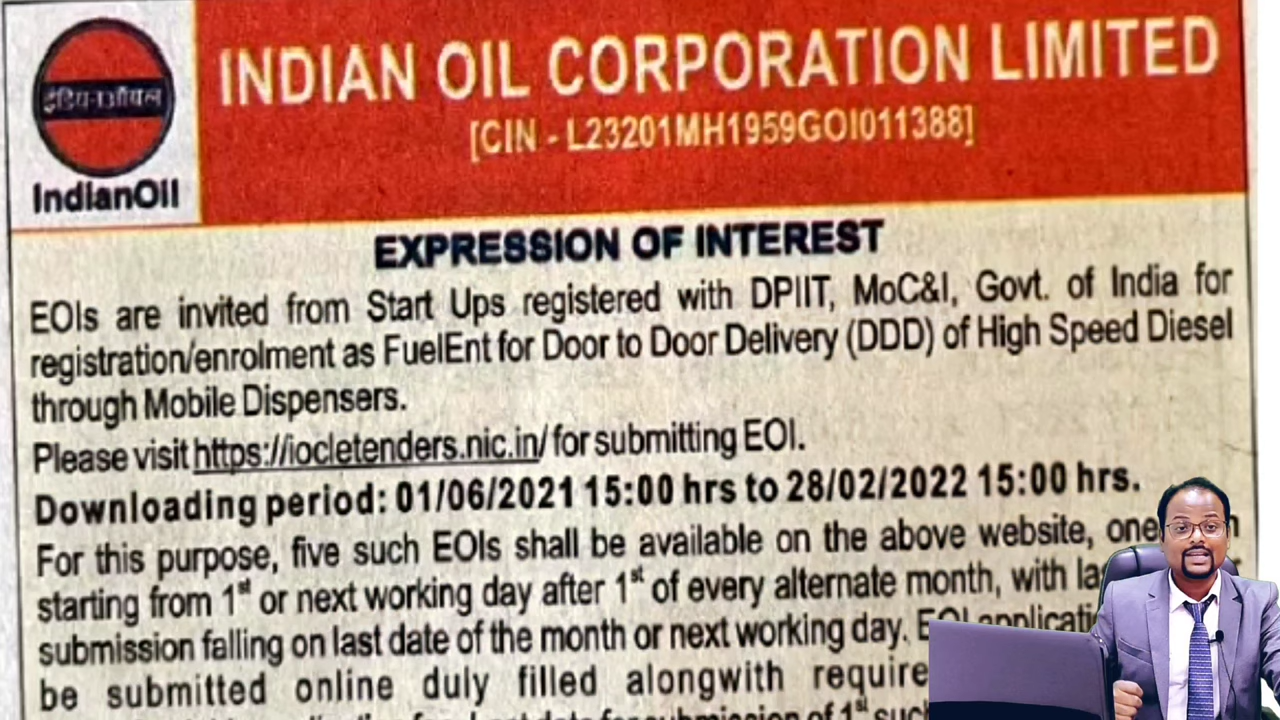 इंडियनऑयल
IndianOil
INDIAN OIL CORPORATION LIMITED
[CIN - L23201MH1959GOI011388]
EXPRESSION OF INTEREST
EOIs are invited from Start Ups registered with DPIIT, MoC&I, Govt. of India for
registration/enrolment as FuelEnt for Door to Door Delivery (DDD) of High Speed Diesel
through Mobile Dispensers.
Please visit https://iocletenders.nic.in/ for submitting EOI.
Downloading period: 01/06/2021 15:00 hrs to 28/02/2022 15:00 hrs.
For this purpose, five such EOIs shall be available on the above website, one
starting from 1st or next working day after 1st of every alternate month, with
submission falling on last date of the month or next working day. EOI
be submitted online duly filled alongwith
for submission of 1st